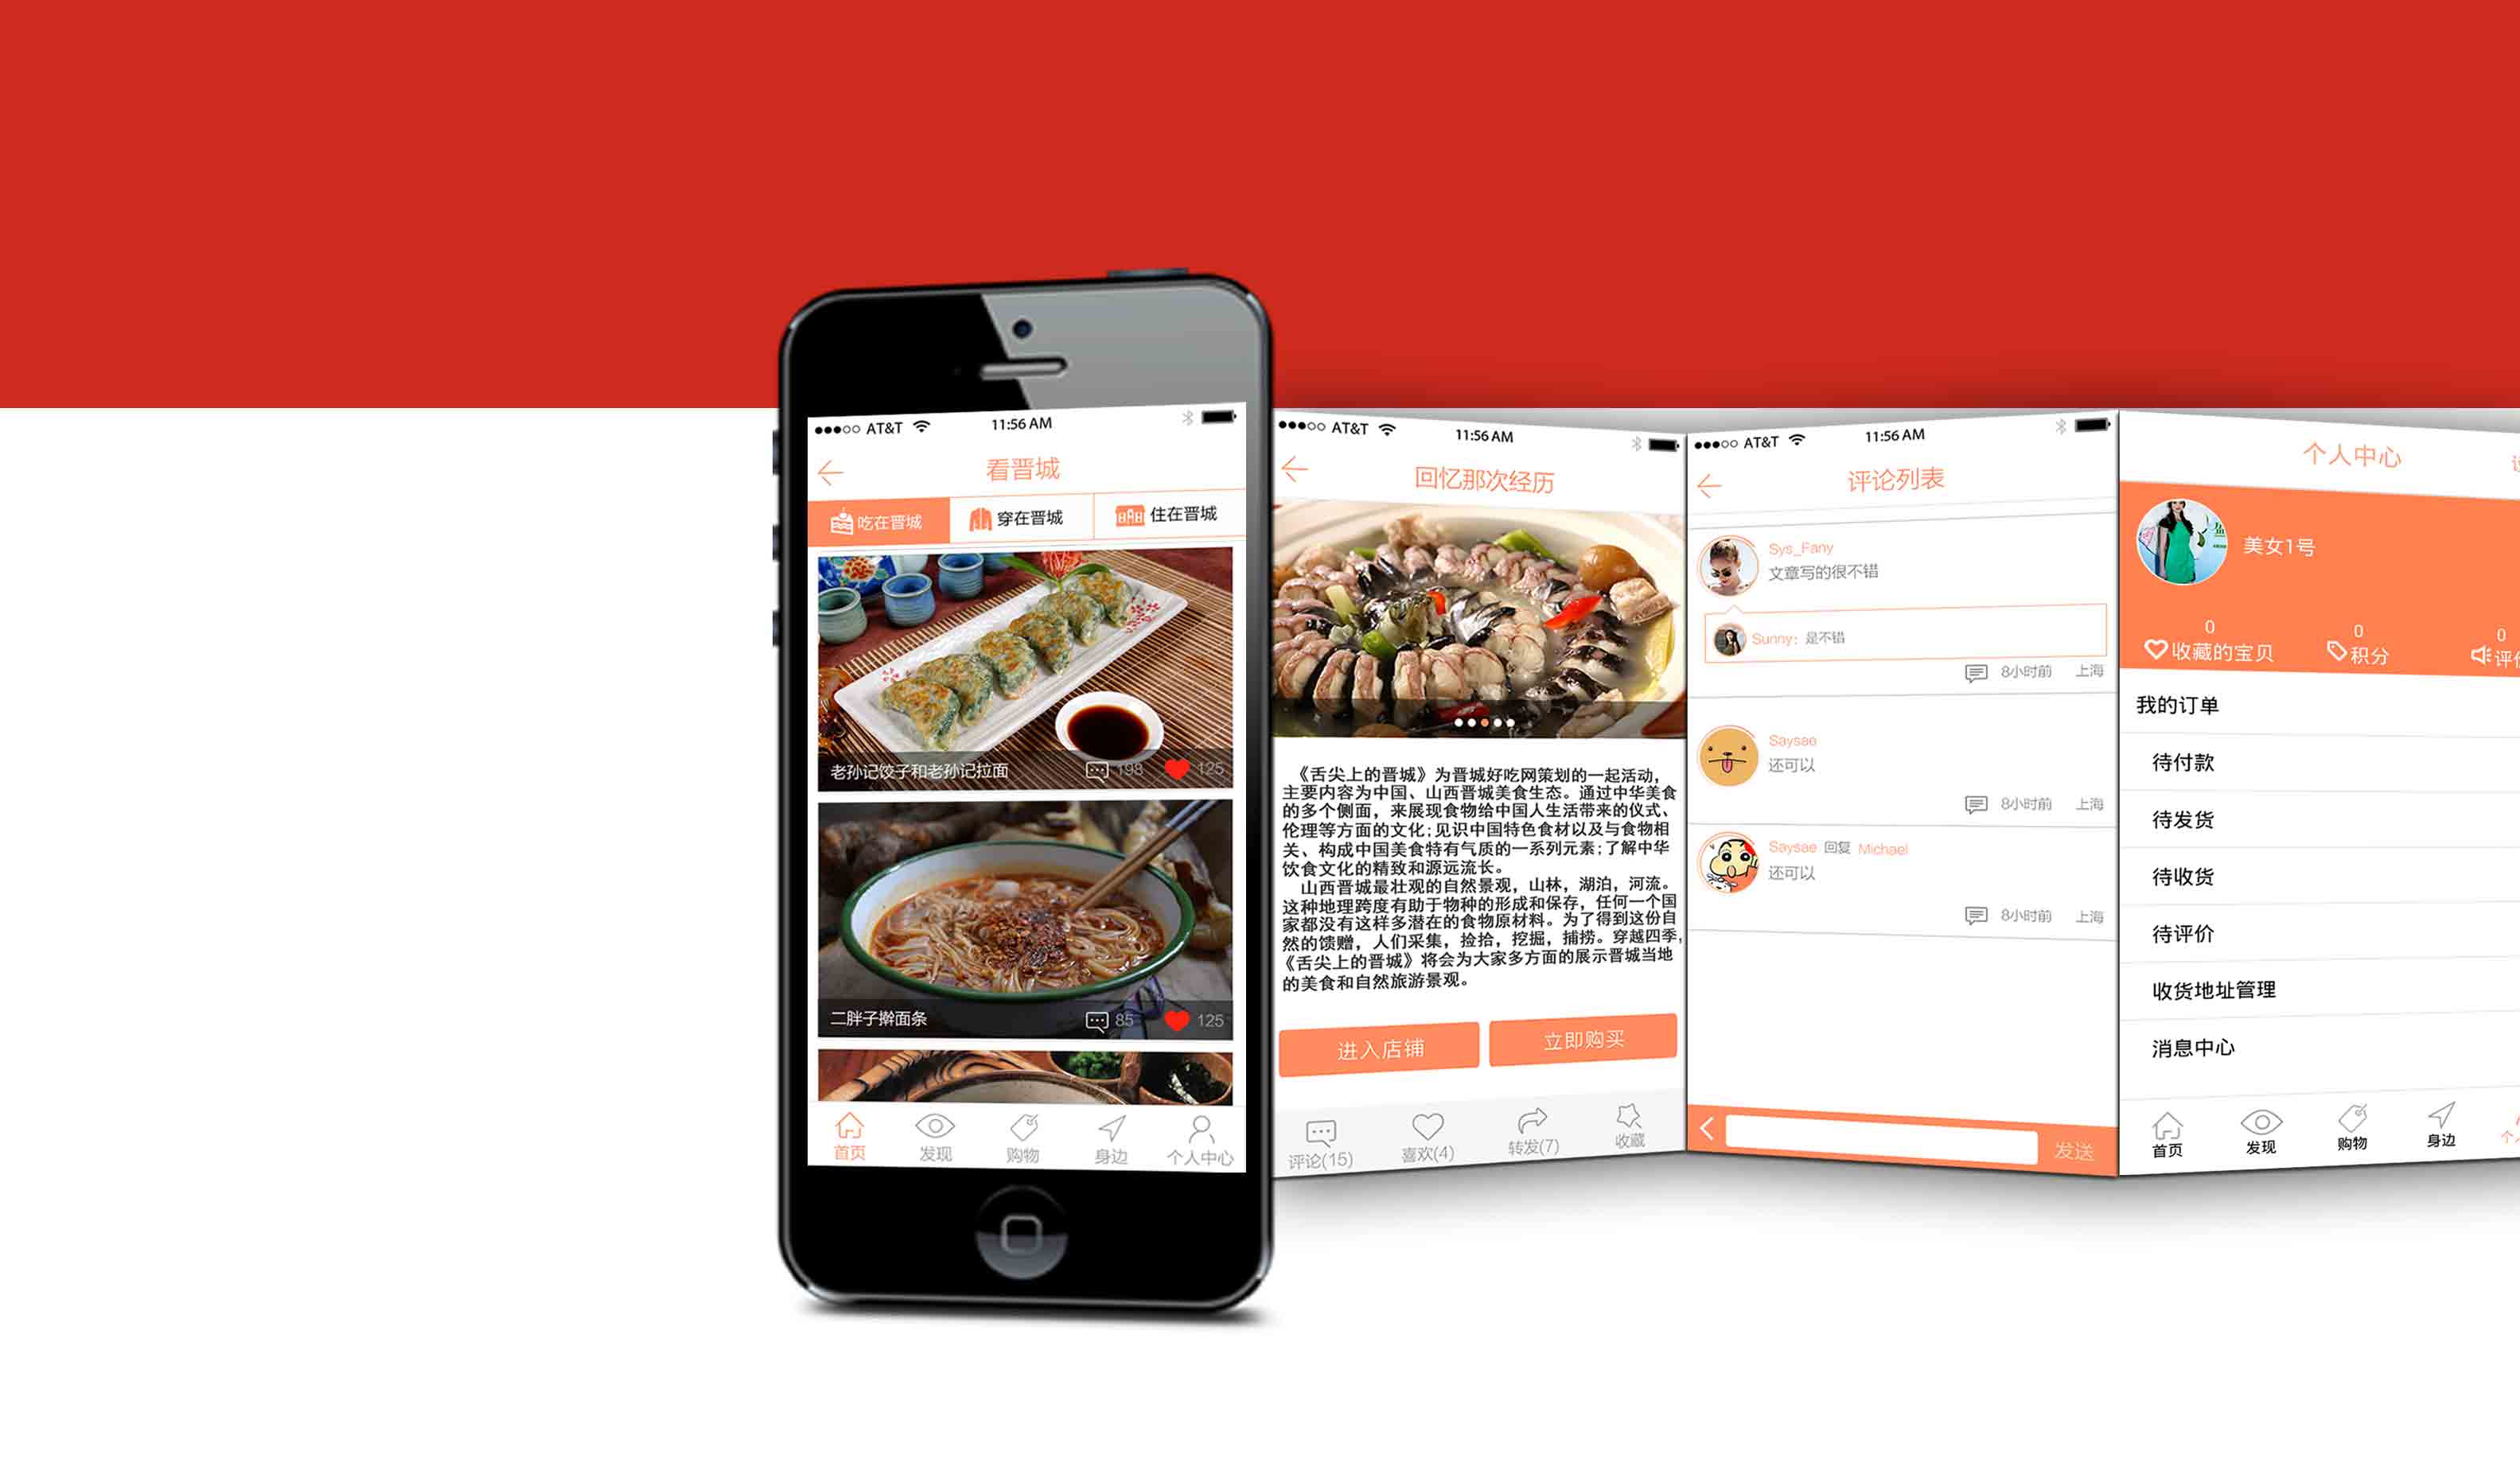 ●●●○○ AT&T 11:56 AM
看晋城
吃在晋城 穿在晋城 住在晋城
老孙记饺子和老孙记拉面 198 125
二胖子擀面条 85 125
首页 发现 购物 身边 个人中心
●●●○○ AT&T 11:56 AM
回忆那次经历
《舌尖上的晋城》为晋城好吃网策划的一起活动，
主要内容为中国、山西晋城美食生态。通过中华美食
的多个侧面，来展现食物给中国人生活带来的仪式、
伦理等方面的文化；见识中国特色食材以及与食物相
关、构成中国美食特有气质的一系列元素；了解中华
饮食文化的精致和源远流长。
山西晋城最壮观的自然景观，山林，湖泊，河流。
这种地理跨度有助于物种的形成和保存，任何一个国
家都没有这样多潜在的食物原材料。为了得到这份自
然的馈赠，人们采集，捡拾，挖掘，捕捞。穿越四季，
《舌尖上的晋城》将会为大家多方面的展示晋城当地
的美食和自然旅游景观。
进入店铺 立即购买
评论(15) 喜欢(4) 转发(7) 收藏
●●●○○ AT&T 11:56 AM
评论列表
Sys_Fany
文章写的很不错
Sunny：是不错
8小时前 上海
Saysae
还可以
8小时前 上海
Saysae 回复 Michael
还可以
8小时前 上海
发送
个人中心
美女1号
0 0 0
收藏的宝贝 积分 评
我的订单
待付款
待发货
待收货
待评价
收货地址管理
消息中心
首页 发现 购物 身边